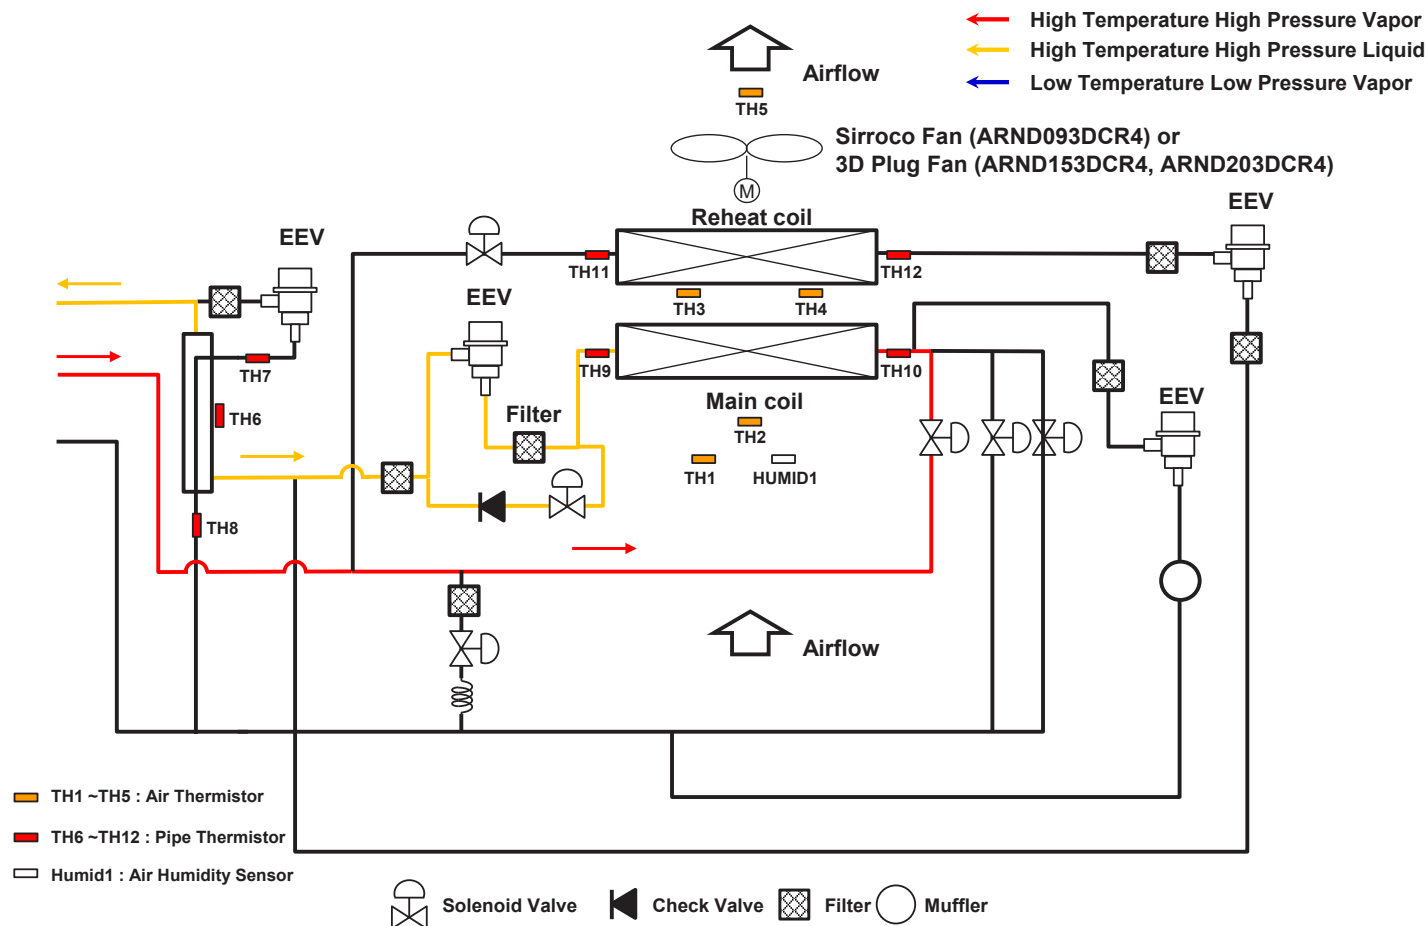 High Temperature High Pressure Vapor
High Temperature High Pressure Liquid
Low Temperature Low Pressure Vapor
Airflow
TH5
Sirroco Fan (ARND093DCR4) or
3D Plug Fan (ARND153DCR4, ARND203DCR4)
M
EEV
Reheat coil
EEV
TH11
TH12
EEV
TH3
TH4
TH7
TH9
TH10
EEV
Main coil
Filter
TH6
TH2
TH1
HUMID1
TH8
Airflow
TH1 ~TH5 : Air Thermistor
TH6 ~TH12 : Pipe Thermistor
Humid1 : Air Humidity Sensor
Solenoid Valve
Check Valve
Filter
Muffler